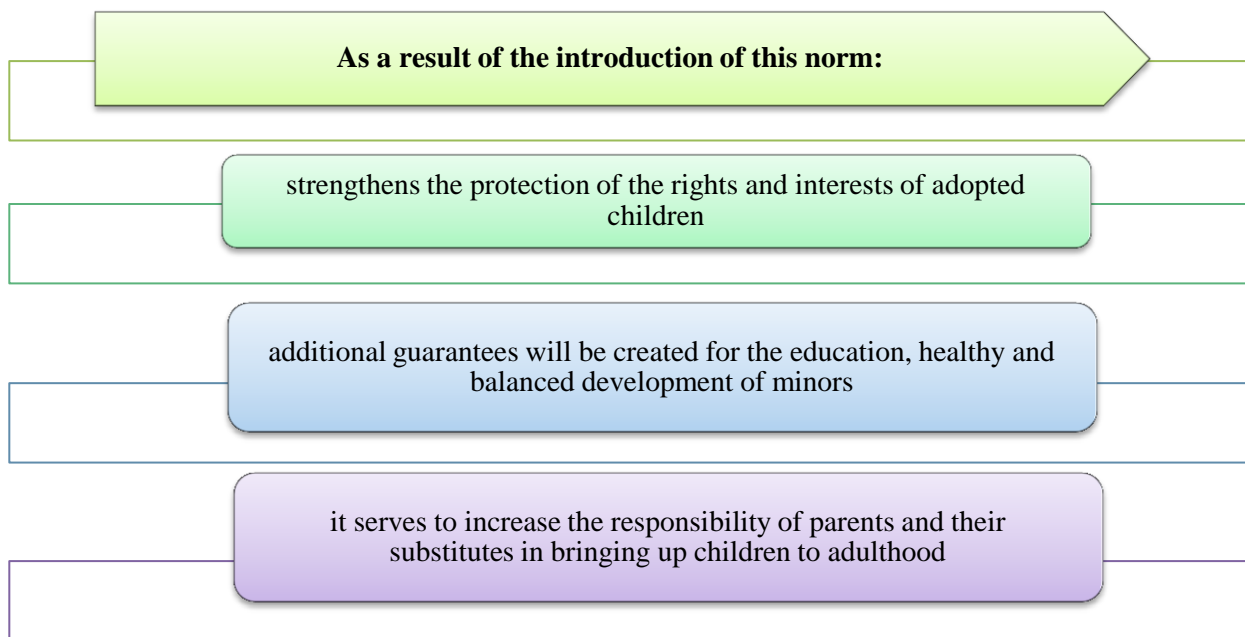 As a result of the introduction of this norm:
strengthens the protection of the rights and interests of adopted
children
additional guarantees will be created for the education, healthy and
balanced development of minors
it serves to increase the responsibility of parents and their
substitutes in bringing up children to adulthood